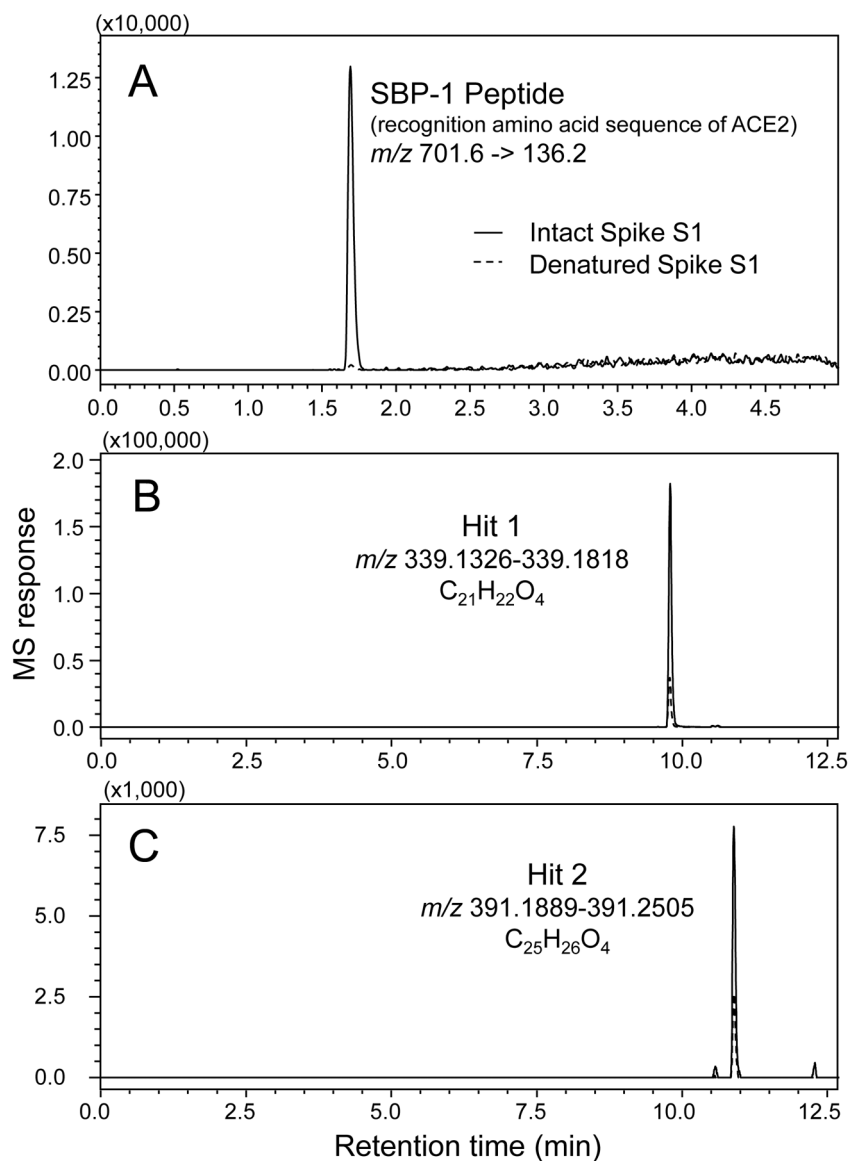 (x10,000)
A
SBP-1 Peptide
(recognition amino acid sequence of ACE2)
m/z 701.6 -> 136.2
Intact Spike S1
Denatured Spike S1
1.25
1.00
0.75
0.50
0.25
0.00
0.0 0.5 1.0 1.5 2.0 2.5 3.0 3.5 4.0 4.5
(x100,000)
B
Hit 1
m/z 339.1326-339.1818
C₂₁H₂₂O₄
2.0
1.5
1.0
0.5
0.0
0.0 2.5 5.0 7.5 10.0 12.5
MS response
(x1,000)
C
Hit 2
m/z 391.1889-391.2505
C₂₅H₂₆O₄
7.5
5.0
2.5
0.0
0.0 2.5 5.0 7.5 10.0 12.5
Retention time (min)